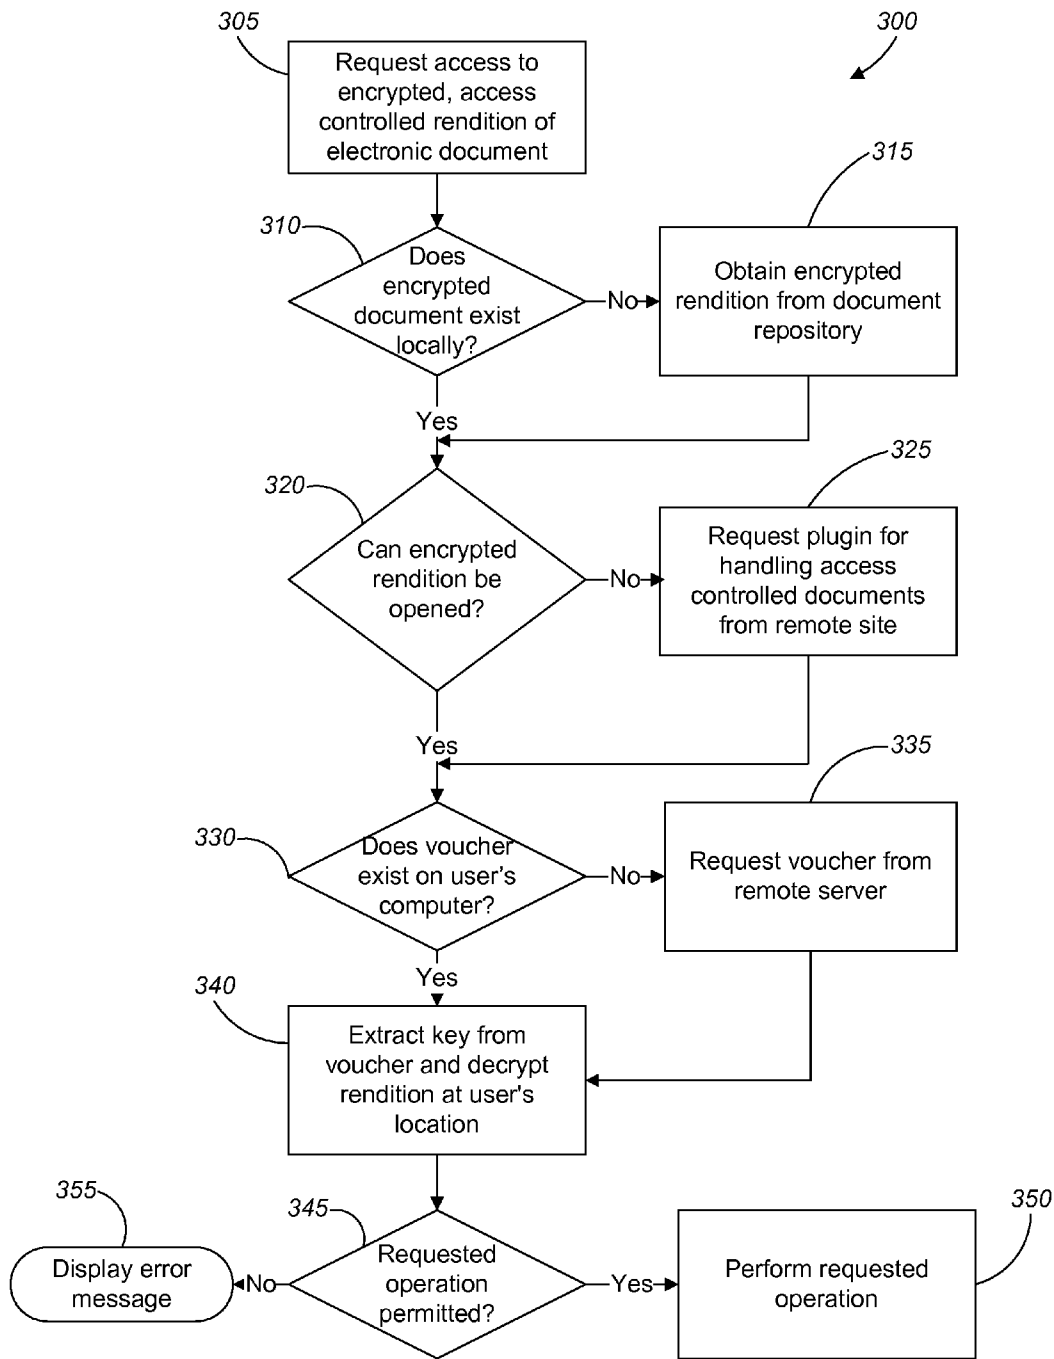 305
300
Request access to
encrypted, access
controlled rendition of
electronic document
315
310
Does
encrypted
document exist
locally?
No
Obtain encrypted
rendition from document
repository
Yes
325
320
Can encrypted
rendition be
opened?
No
Request plugin for
handling access
controlled documents
from remote site
Yes
335
330
Does voucher
exist on user's
computer?
No
Request voucher from
remote server
Yes
340
Extract key from
voucher and decrypt
rendition at user's
location
355
345
350
Display error
message
No
Requested
operation
permitted?
Yes
Perform requested
operation